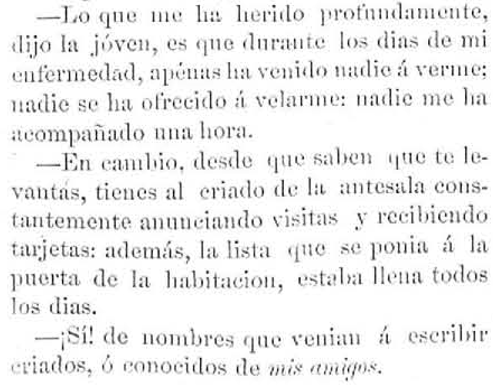 —Lo que me ha herido profundamente,
dijo la jóven, es que durante los dias de mi
enfermedad, apénas ha venido nadie á verme;
nadie se ha ofrecido á velarme: nadie me ha
acompañado una hora.
—En cambio, desde que saben que te le-
vantas, tienes al criado de la antesala cons-
tantemente anunciando visitas y recibiendo
tarjetas: además, la lista que se ponia á la
puerta de la habitacion, estaba llena todos
los dias.
—¡Sí! de nombres que venian á escribir
criados, ó conocidos de mis amigos.